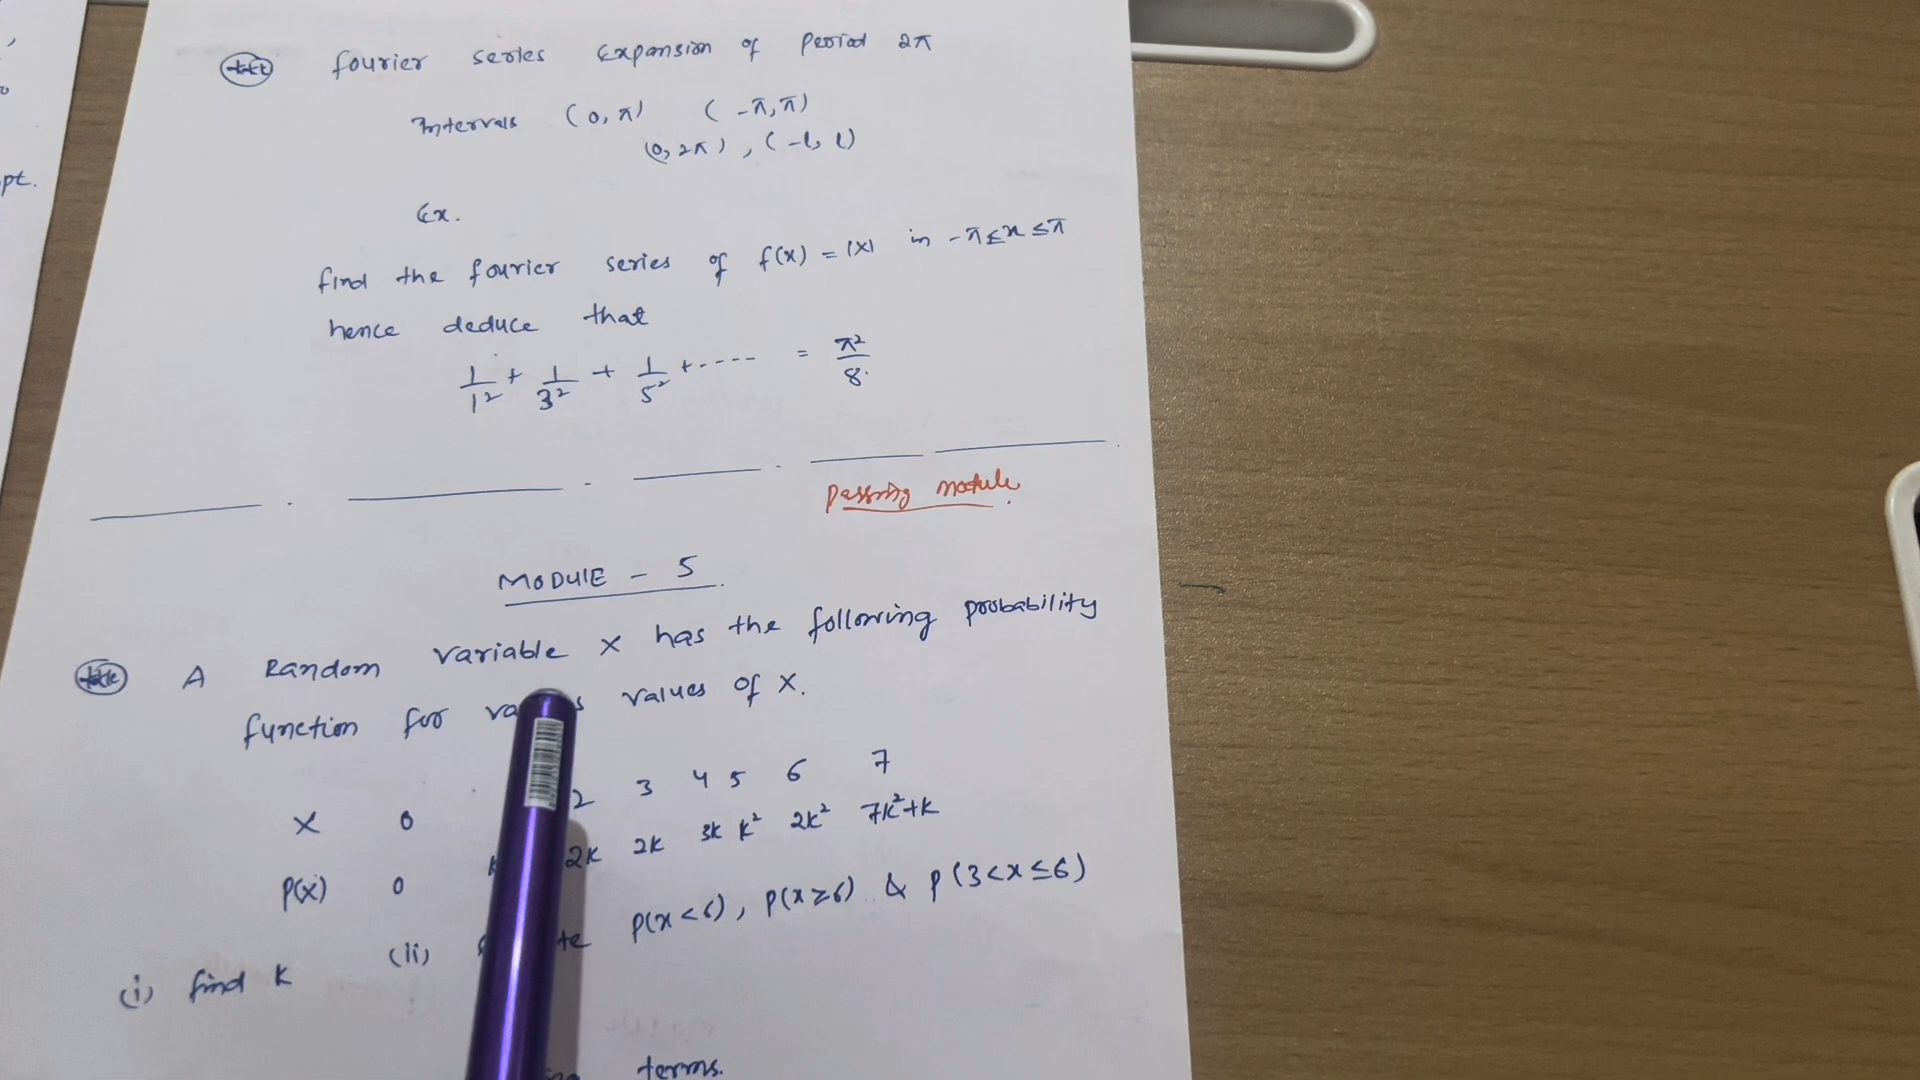 Fourier series Expansion of Period 2π
Intervals (0, π) (-π, π)
(0, 2π), (-l, l)
Ex.
find the fourier series of f(x) = |x| in -π ≤ x ≤ π
hence deduce that
1/1² + 1/3² + 1/5² + ---- = π²/8.
Passing module.
MODULE - 5
A Random Variable x has the following probability
function for values of x.
x 0 2 3 4 5 6 7
p(x) 0 2k 2k 3k k² 2k² 7k²+k
(i) find k (ii) p(x<6), p(x≥6) & p(3<x≤6)
terms.